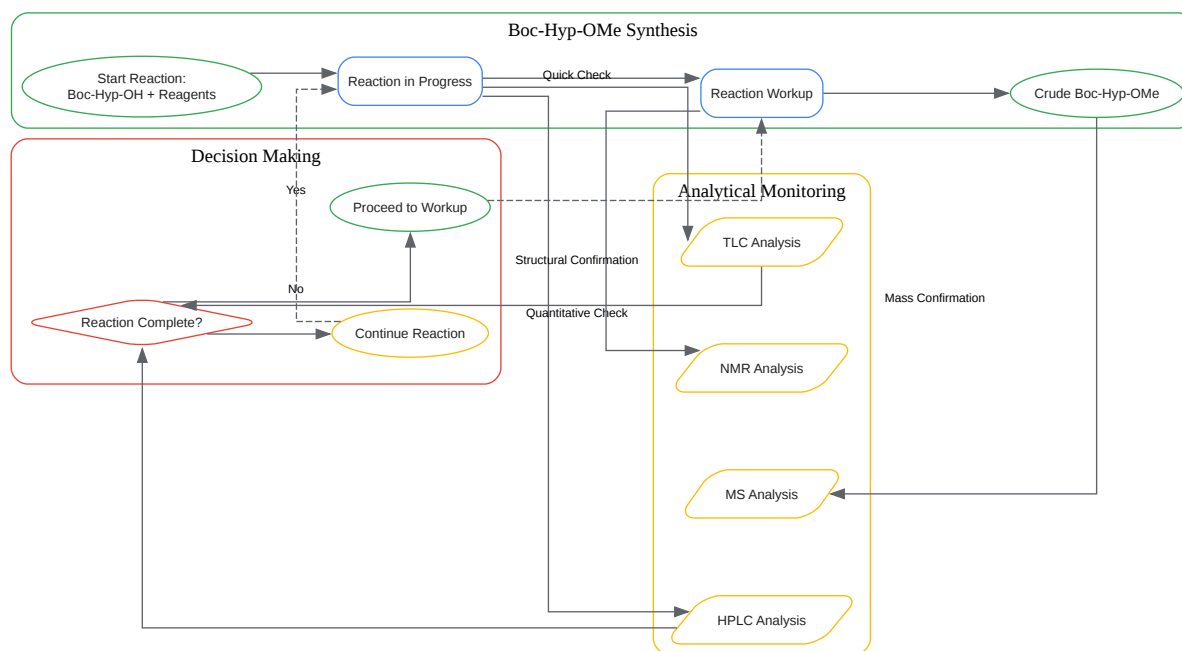 Boc-Hyp-OMe Synthesis
Start Reaction:
Boc-Hyp-OH + Reagents
Reaction in Progress
Quick Check
Reaction Workup
Crude Boc-Hyp-OMe
Decision Making
Yes
Proceed to Workup
Analytical Monitoring
TLC Analysis
Structural Confirmation
No
Mass Confirmation
Quantitative Check
Reaction Complete?
Continue Reaction
NMR Analysis
MS Analysis
HPLC Analysis